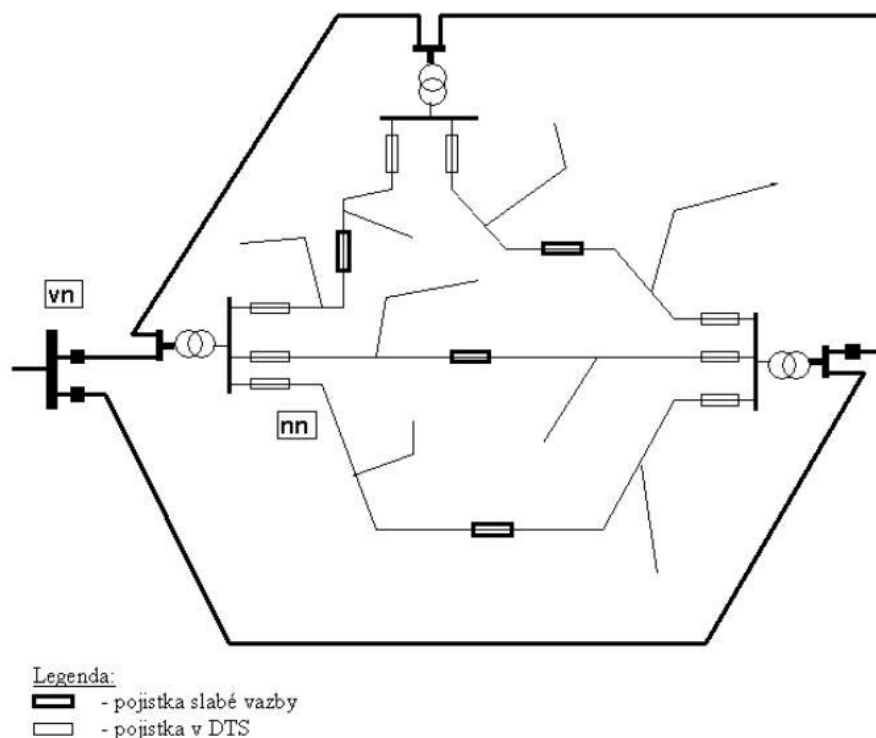 vn
nn
Legenda:
- pojistka slabé vazby
- pojistka v DTS